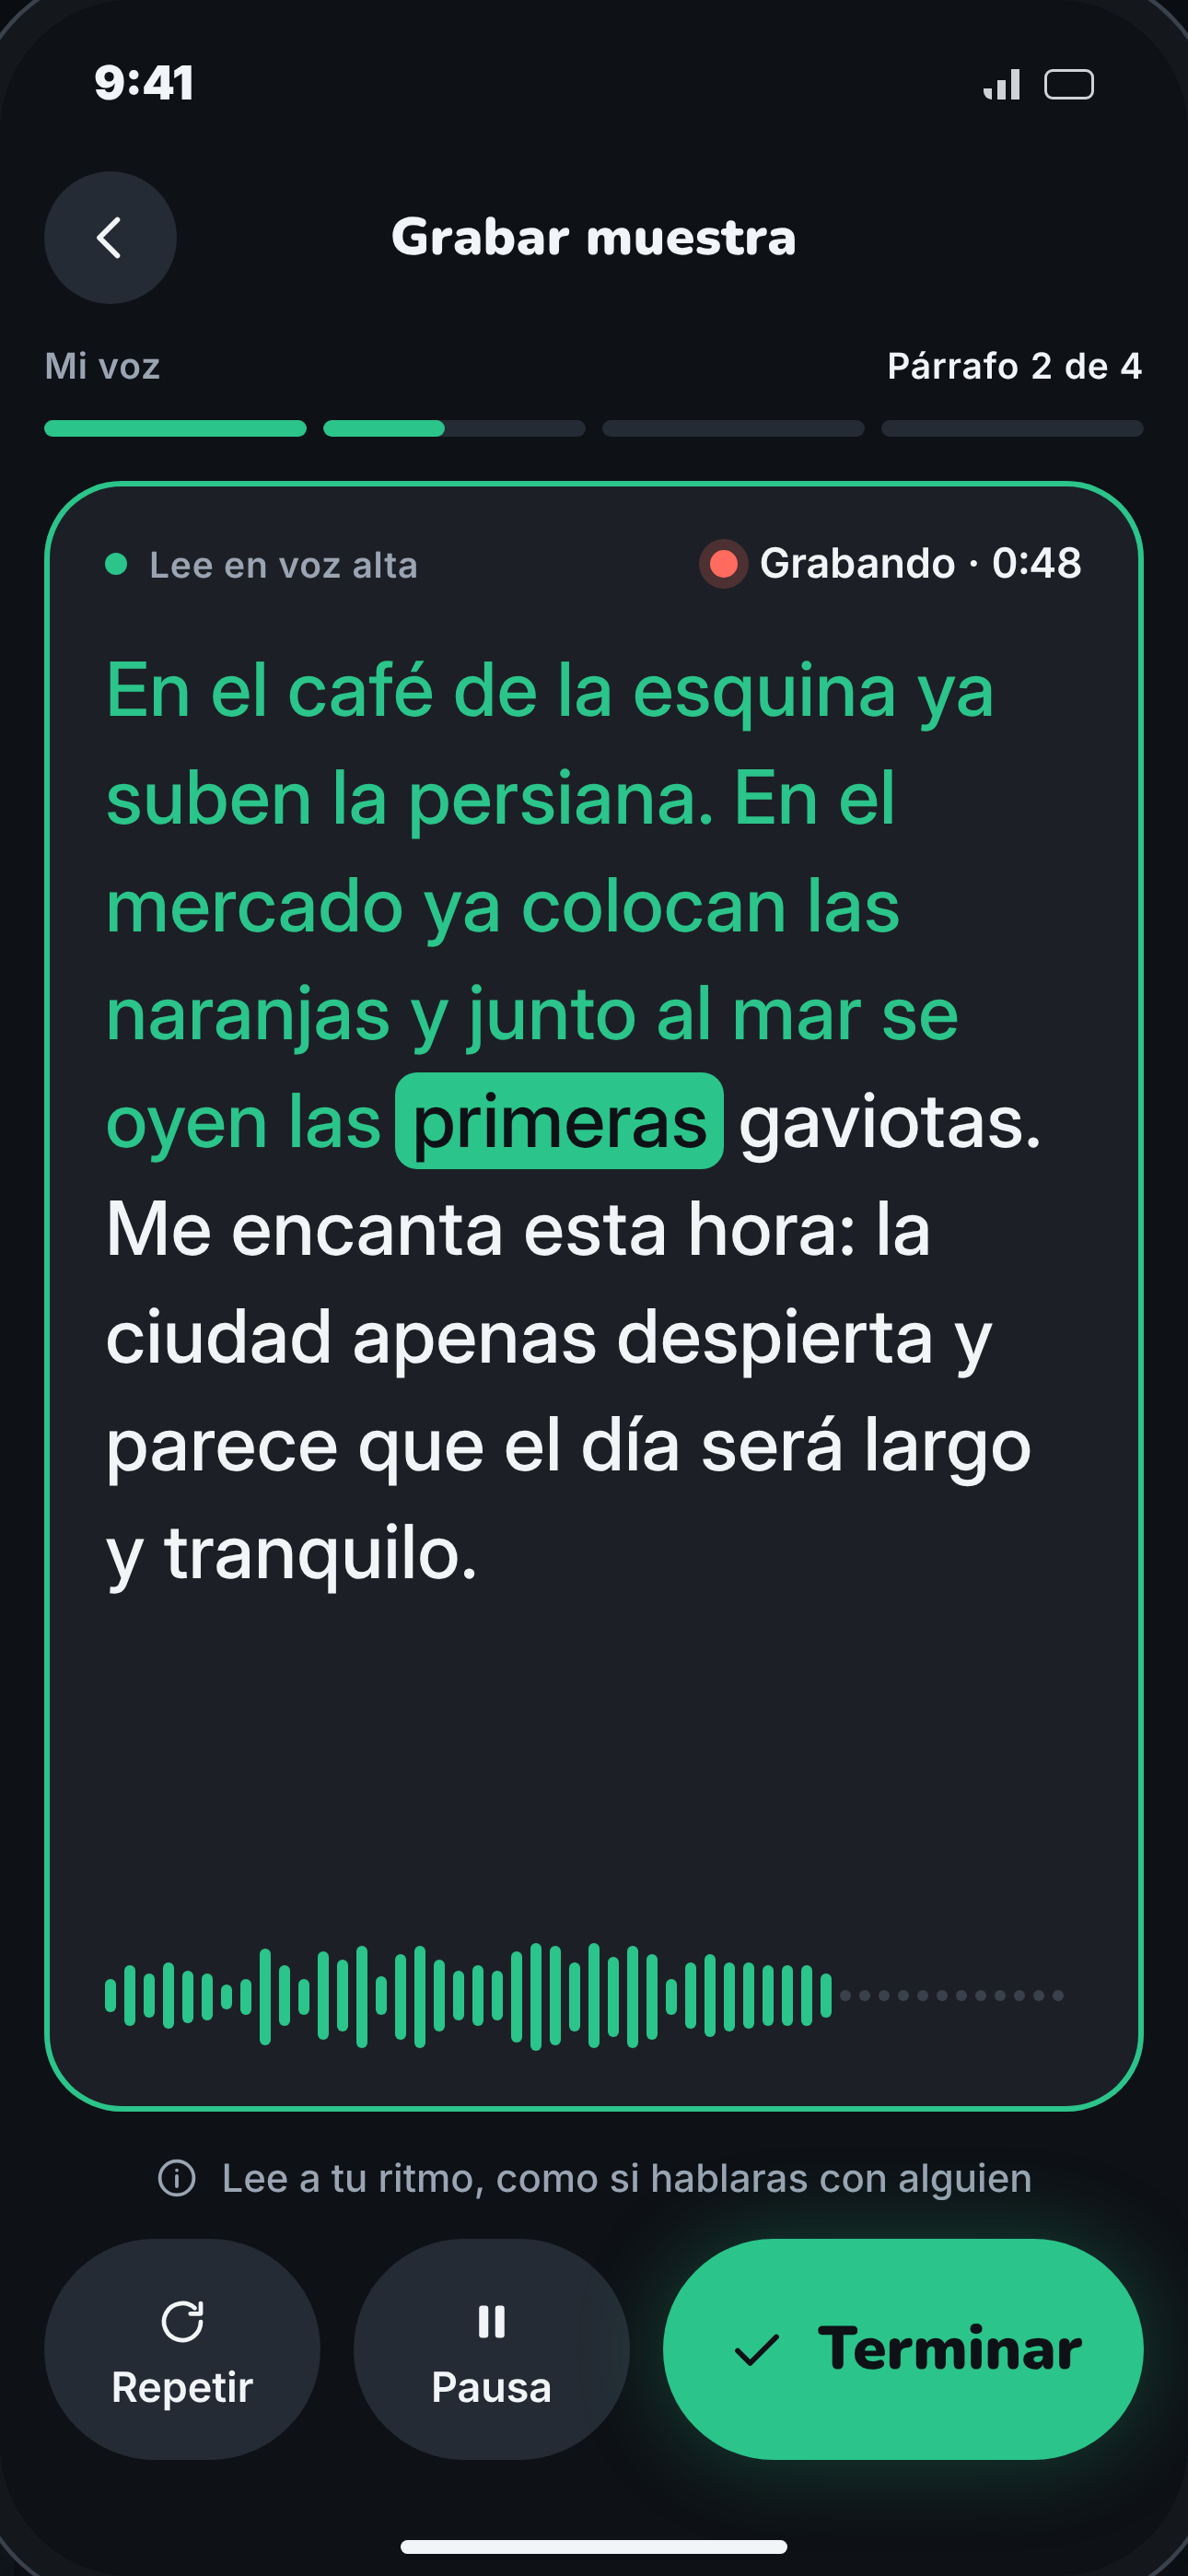 9:41
Grabar muestra
Mi voz
Párrafo 2 de 4
Lee en voz alta
Grabando · 0:48
En el café de la esquina ya
suben la persiana. En el
mercado ya colocan las
naranjas y junto al mar se
oyen las primeras gaviotas.
Me encanta esta hora: la
ciudad apenas despierta y
parece que el día será largo
y tranquilo.
Lee a tu ritmo, como si hablaras con alguien
Repetir
Pausa
Terminar